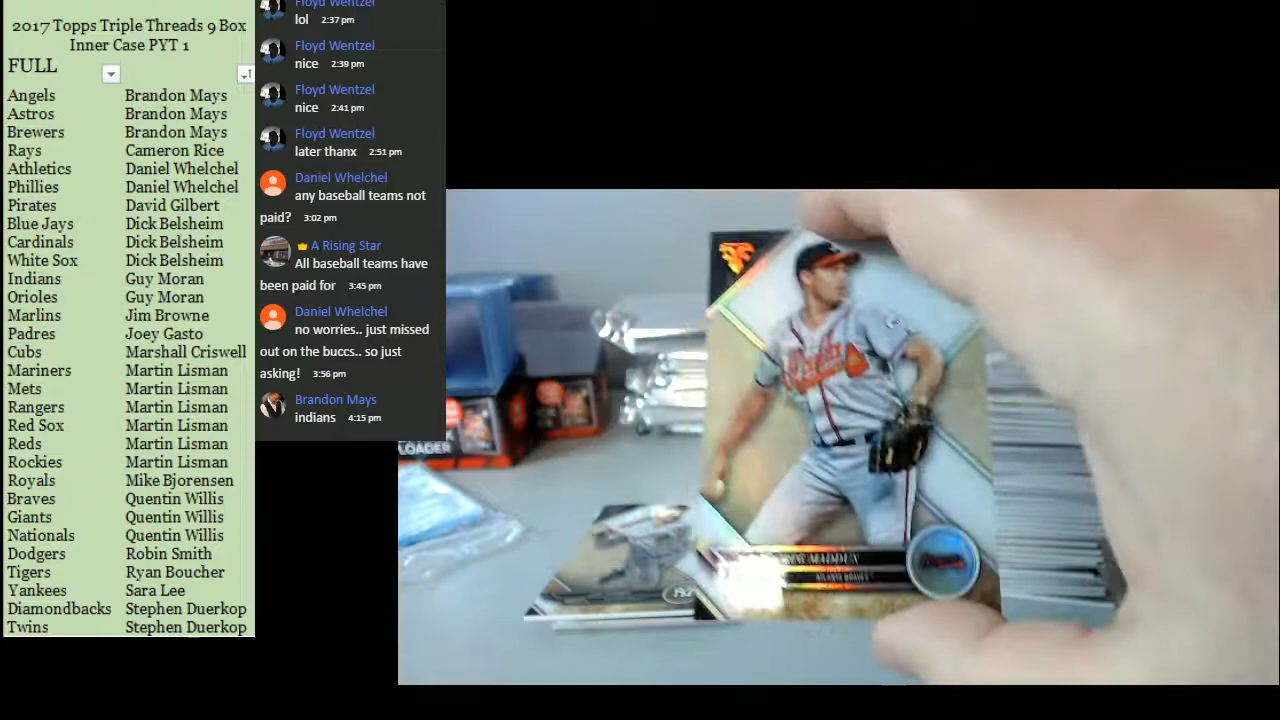 2017 Topps Triple Threads 9 Box
Inner Case PYT 1
FULL
Angels Brandon Mays
Astros Brandon Mays
Brewers Brandon Mays
Rays Cameron Rice
Athletics Daniel Whelchel
Phillies Daniel Whelchel
Pirates David Gilbert
Blue Jays Dick Belsheim
Cardinals Dick Belsheim
White Sox Dick Belsheim
Indians Guy Moran
Orioles Guy Moran
Marlins Jim Browne
Padres Joey Gasto
Cubs Marshall Criswell
Mariners Martin Lisman
Mets Martin Lisman
Rangers Martin Lisman
Red Sox Martin Lisman
Reds Martin Lisman
Rockies Martin Lisman
Royals Mike Bjorensen
Braves Quentin Willis
Giants Quentin Willis
Nationals Quentin Willis
Dodgers Robin Smith
Tigers Ryan Boucher
Yankees Sara Lee
Diamondbacks Stephen Duerkop
Twins Stephen Duerkop
Floyd Wentzel
lol 2:37 pm
Floyd Wentzel
nice 2:39 pm
Floyd Wentzel
nice 2:41 pm
Floyd Wentzel
later thanx 2:51 pm
Daniel Whelchel
any baseball teams not
paid? 3:02 pm
A Rising Star
All baseball teams have
been paid for 3:45 pm
Daniel Whelchel
no worries.. just missed
out on the buccs.. so just
asking! 3:56 pm
Brandon Mays
indians 4:15 pm
LOADER
MADDUX
ATLANTA BRAVES